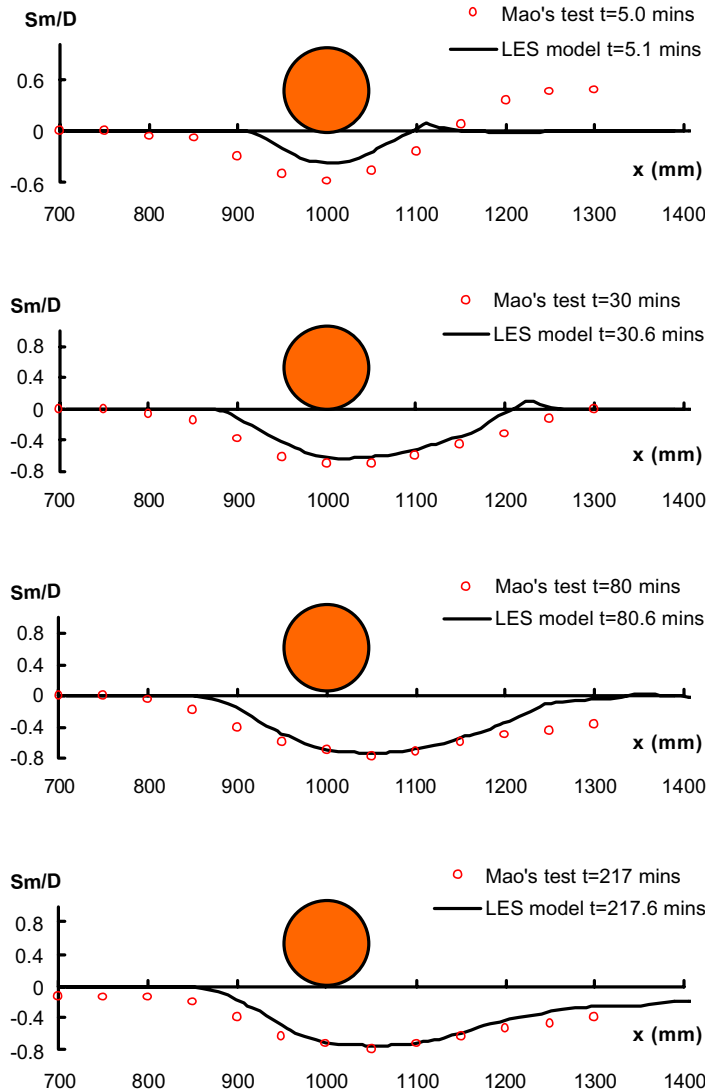 Sm/D
Mao's test t=5.0 mins
LES model t=5.1 mins
0.6
0
-0.6
x (mm)
700 800 900 1000 1100 1200 1300 1400
Sm/D
Mao's test t=30 mins
LES model t=30.6 mins
0.8
0.4
0
-0.4
-0.8
x (mm)
700 800 900 1000 1100 1200 1300 1400
Sm/D
Mao's test t=80 mins
LES model t=80.6 mins
0.8
0.4
0
-0.4
-0.8
x (mm)
700 800 900 1000 1100 1200 1300 1400
Sm/D
Mao's test t=217 mins
LES model t=217.6 mins
0.8
0.4
0
-0.4
-0.8
x (mm)
700 800 900 1000 1100 1200 1300 1400